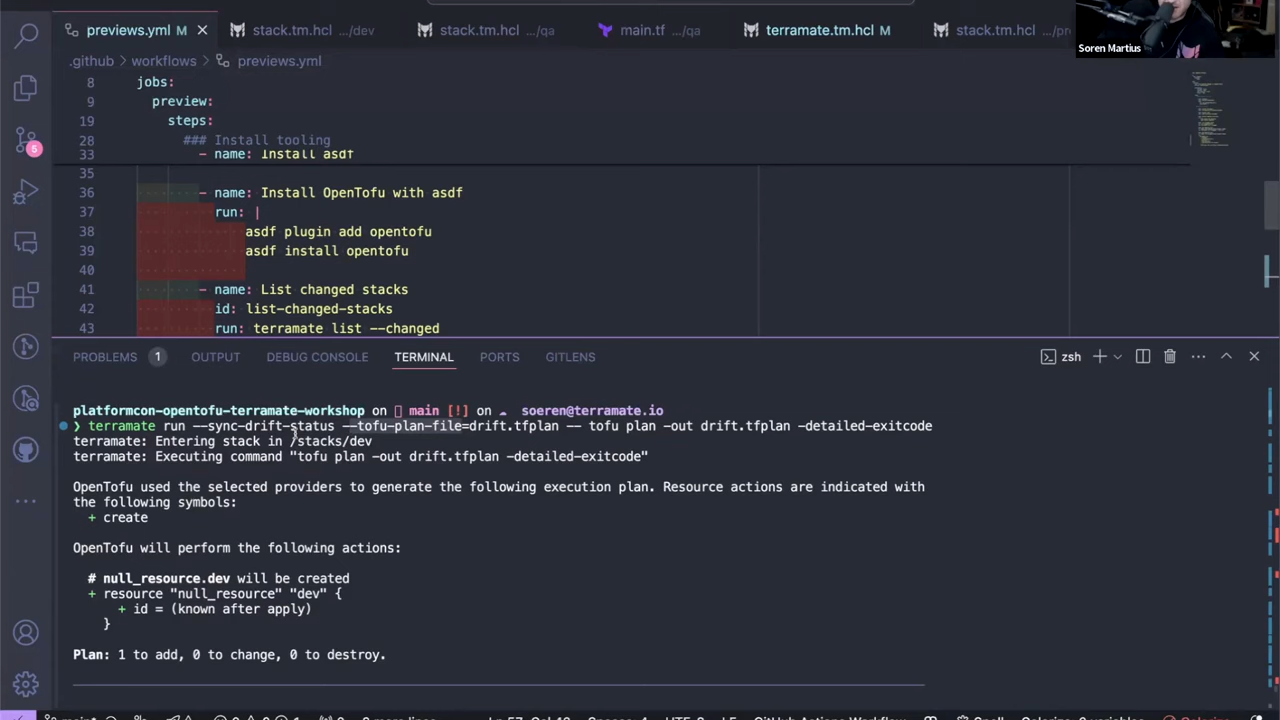 previews.yml M
stack.tm.hcl .../dev
stack.tm.hcl .../qa
main.tf .../qa
terramate.tm.hcl M
Soren Martius
.github > workflows > previews.yml
8 jobs:
9 preview:
19 steps:
28 ### Install tooling
33 - name: Install asdf
35
36 - name: Install OpenTofu with asdf
37 run: |
38 asdf plugin add opentofu
39 asdf install opentofu
40
41 - name: List changed stacks
42 id: list-changed-stacks
43 run: terramate list --changed
5
PROBLEMS 1 OUTPUT DEBUG CONSOLE TERMINAL PORTS GITLENS
zsh
platformcon-opentofu-terramate-workshop on main [!] on soeren@terramate.io
❯ terramate run --sync-drift-status --tofu-plan-file=drift.tfplan -- tofu plan -out drift.tfplan -detailed-exitcode
terramate: Entering stack in /stacks/dev
terramate: Executing command "tofu plan -out drift.tfplan -detailed-exitcode"
OpenTofu used the selected providers to generate the following execution plan. Resource actions are indicated with
the following symbols:
+ create
OpenTofu will perform the following actions:
# null_resource.dev will be created
+ resource "null_resource" "dev" {
+ id = (known after apply)
}
Plan: 1 to add, 0 to change, 0 to destroy.